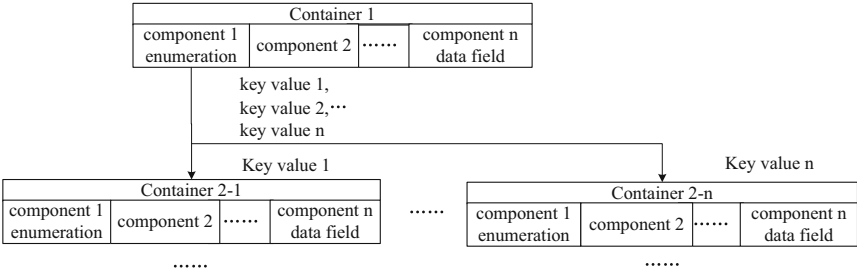 Container 1
component 1
enumeration
component 2
······
component n
data field
key value 1,
key value 2,···
key value n
Key value 1
Key value n
Container 2-1
component 1
enumeration
component 2
······
component n
data field
······
Container 2-n
component 1
enumeration
component 2
······
component n
data field
······
······